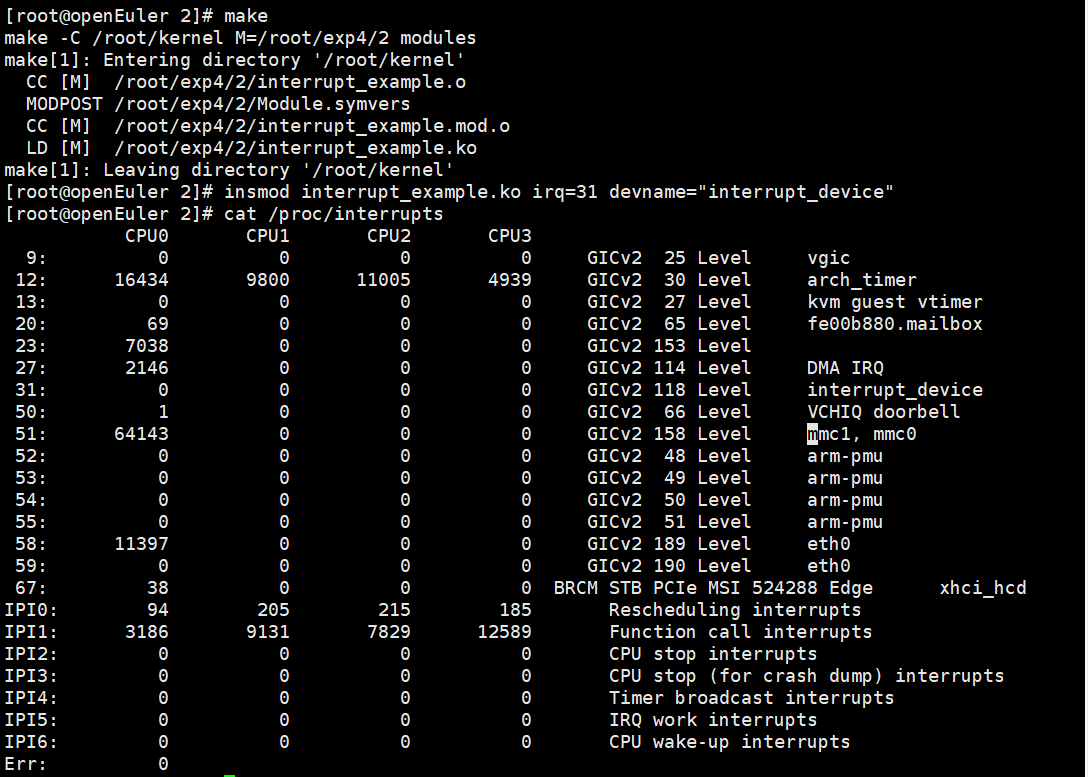 [root@openEuler 2]# make
make -C /root/kernel M=/root/exp4/2 modules
make[1]: Entering directory '/root/kernel'
  CC [M]  /root/exp4/2/interrupt_example.o
  MODPOST /root/exp4/2/Module.symvers
  CC [M]  /root/exp4/2/interrupt_example.mod.o
  LD [M]  /root/exp4/2/interrupt_example.ko
make[1]: Leaving directory '/root/kernel'
[root@openEuler 2]# insmod interrupt_example.ko irq=31 devname="interrupt_device"
[root@openEuler 2]# cat /proc/interrupts
           CPU0       CPU1       CPU2       CPU3
  9:          0          0          0          0     GICv2  25 Level     vgic
 12:      16434       9800      11005       4939     GICv2  30 Level     arch_timer
 13:          0          0          0          0     GICv2  27 Level     kvm guest vtimer
 20:         69          0          0          0     GICv2  65 Level     fe00b880.mailbox
 23:       7038          0          0          0     GICv2 153 Level
 27:       2146          0          0          0     GICv2 114 Level     DMA IRQ
 31:          0          0          0          0     GICv2 118 Level     interrupt_device
 50:          1          0          0          0     GICv2  66 Level     VCHIQ doorbell
 51:      64143          0          0          0     GICv2 158 Level     mmc1, mmc0
 52:          0          0          0          0     GICv2  48 Level     arm-pmu
 53:          0          0          0          0     GICv2  49 Level     arm-pmu
 54:          0          0          0          0     GICv2  50 Level     arm-pmu
 55:          0          0          0          0     GICv2  51 Level     arm-pmu
 58:      11397          0          0          0     GICv2 189 Level     eth0
 59:          0          0          0          0     GICv2 190 Level     eth0
 67:         38          0          0          0  BRCM STB PCIe MSI 524288 Edge      xhci_hcd
IPI0:        94        205        215        185       Rescheduling interrupts
IPI1:      3186       9131       7829      12589       Function call interrupts
IPI2:         0          0          0          0       CPU stop interrupts
IPI3:         0          0          0          0       CPU stop (for crash dump) interrupts
IPI4:         0          0          0          0       Timer broadcast interrupts
IPI5:         0          0          0          0       IRQ work interrupts
IPI6:         0          0          0          0       CPU wake-up interrupts
Err:          0